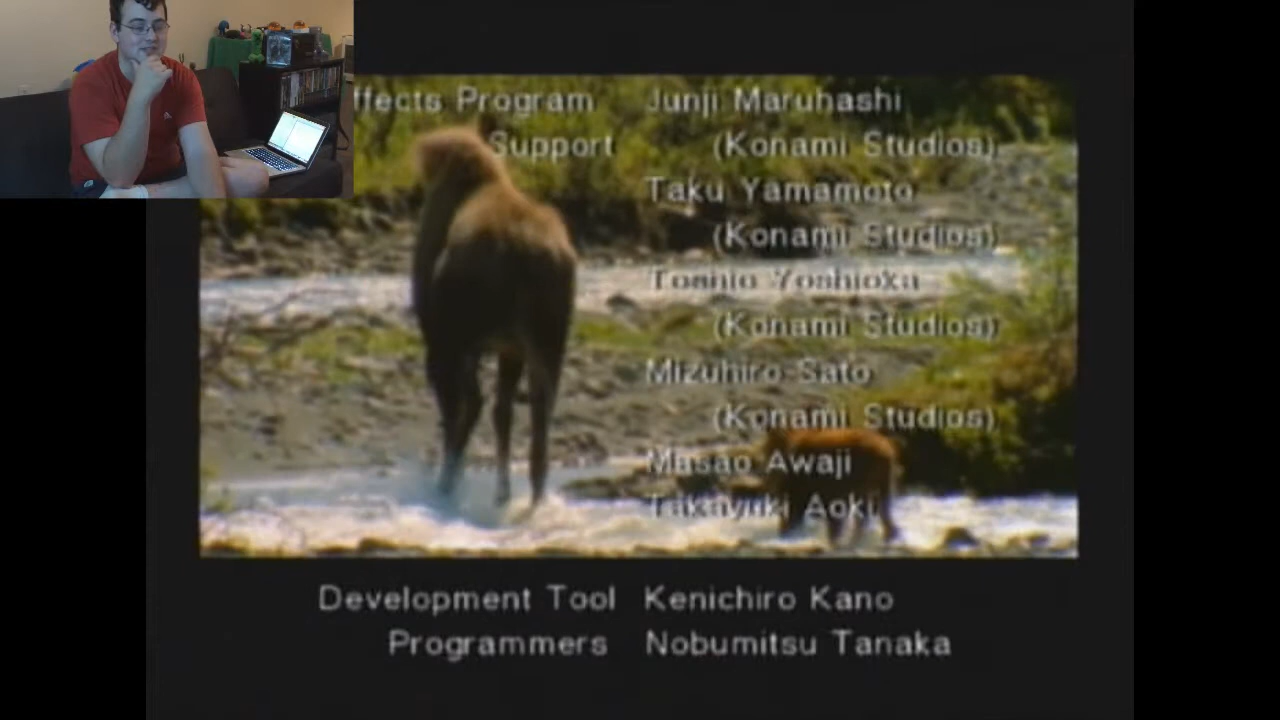 ffects Program Junji Maruhashi
Support (Konami Studios)
Taku Yamamoto
(Konami Studios)
Toshio Yoshioka
(Konami Studios)
Mizuhiro Sato
(Konami Studios)
Masao Awaji
Takayuki Aoki
Development Tool Kenichiro Kano
Programmers Nobumitsu Tanaka